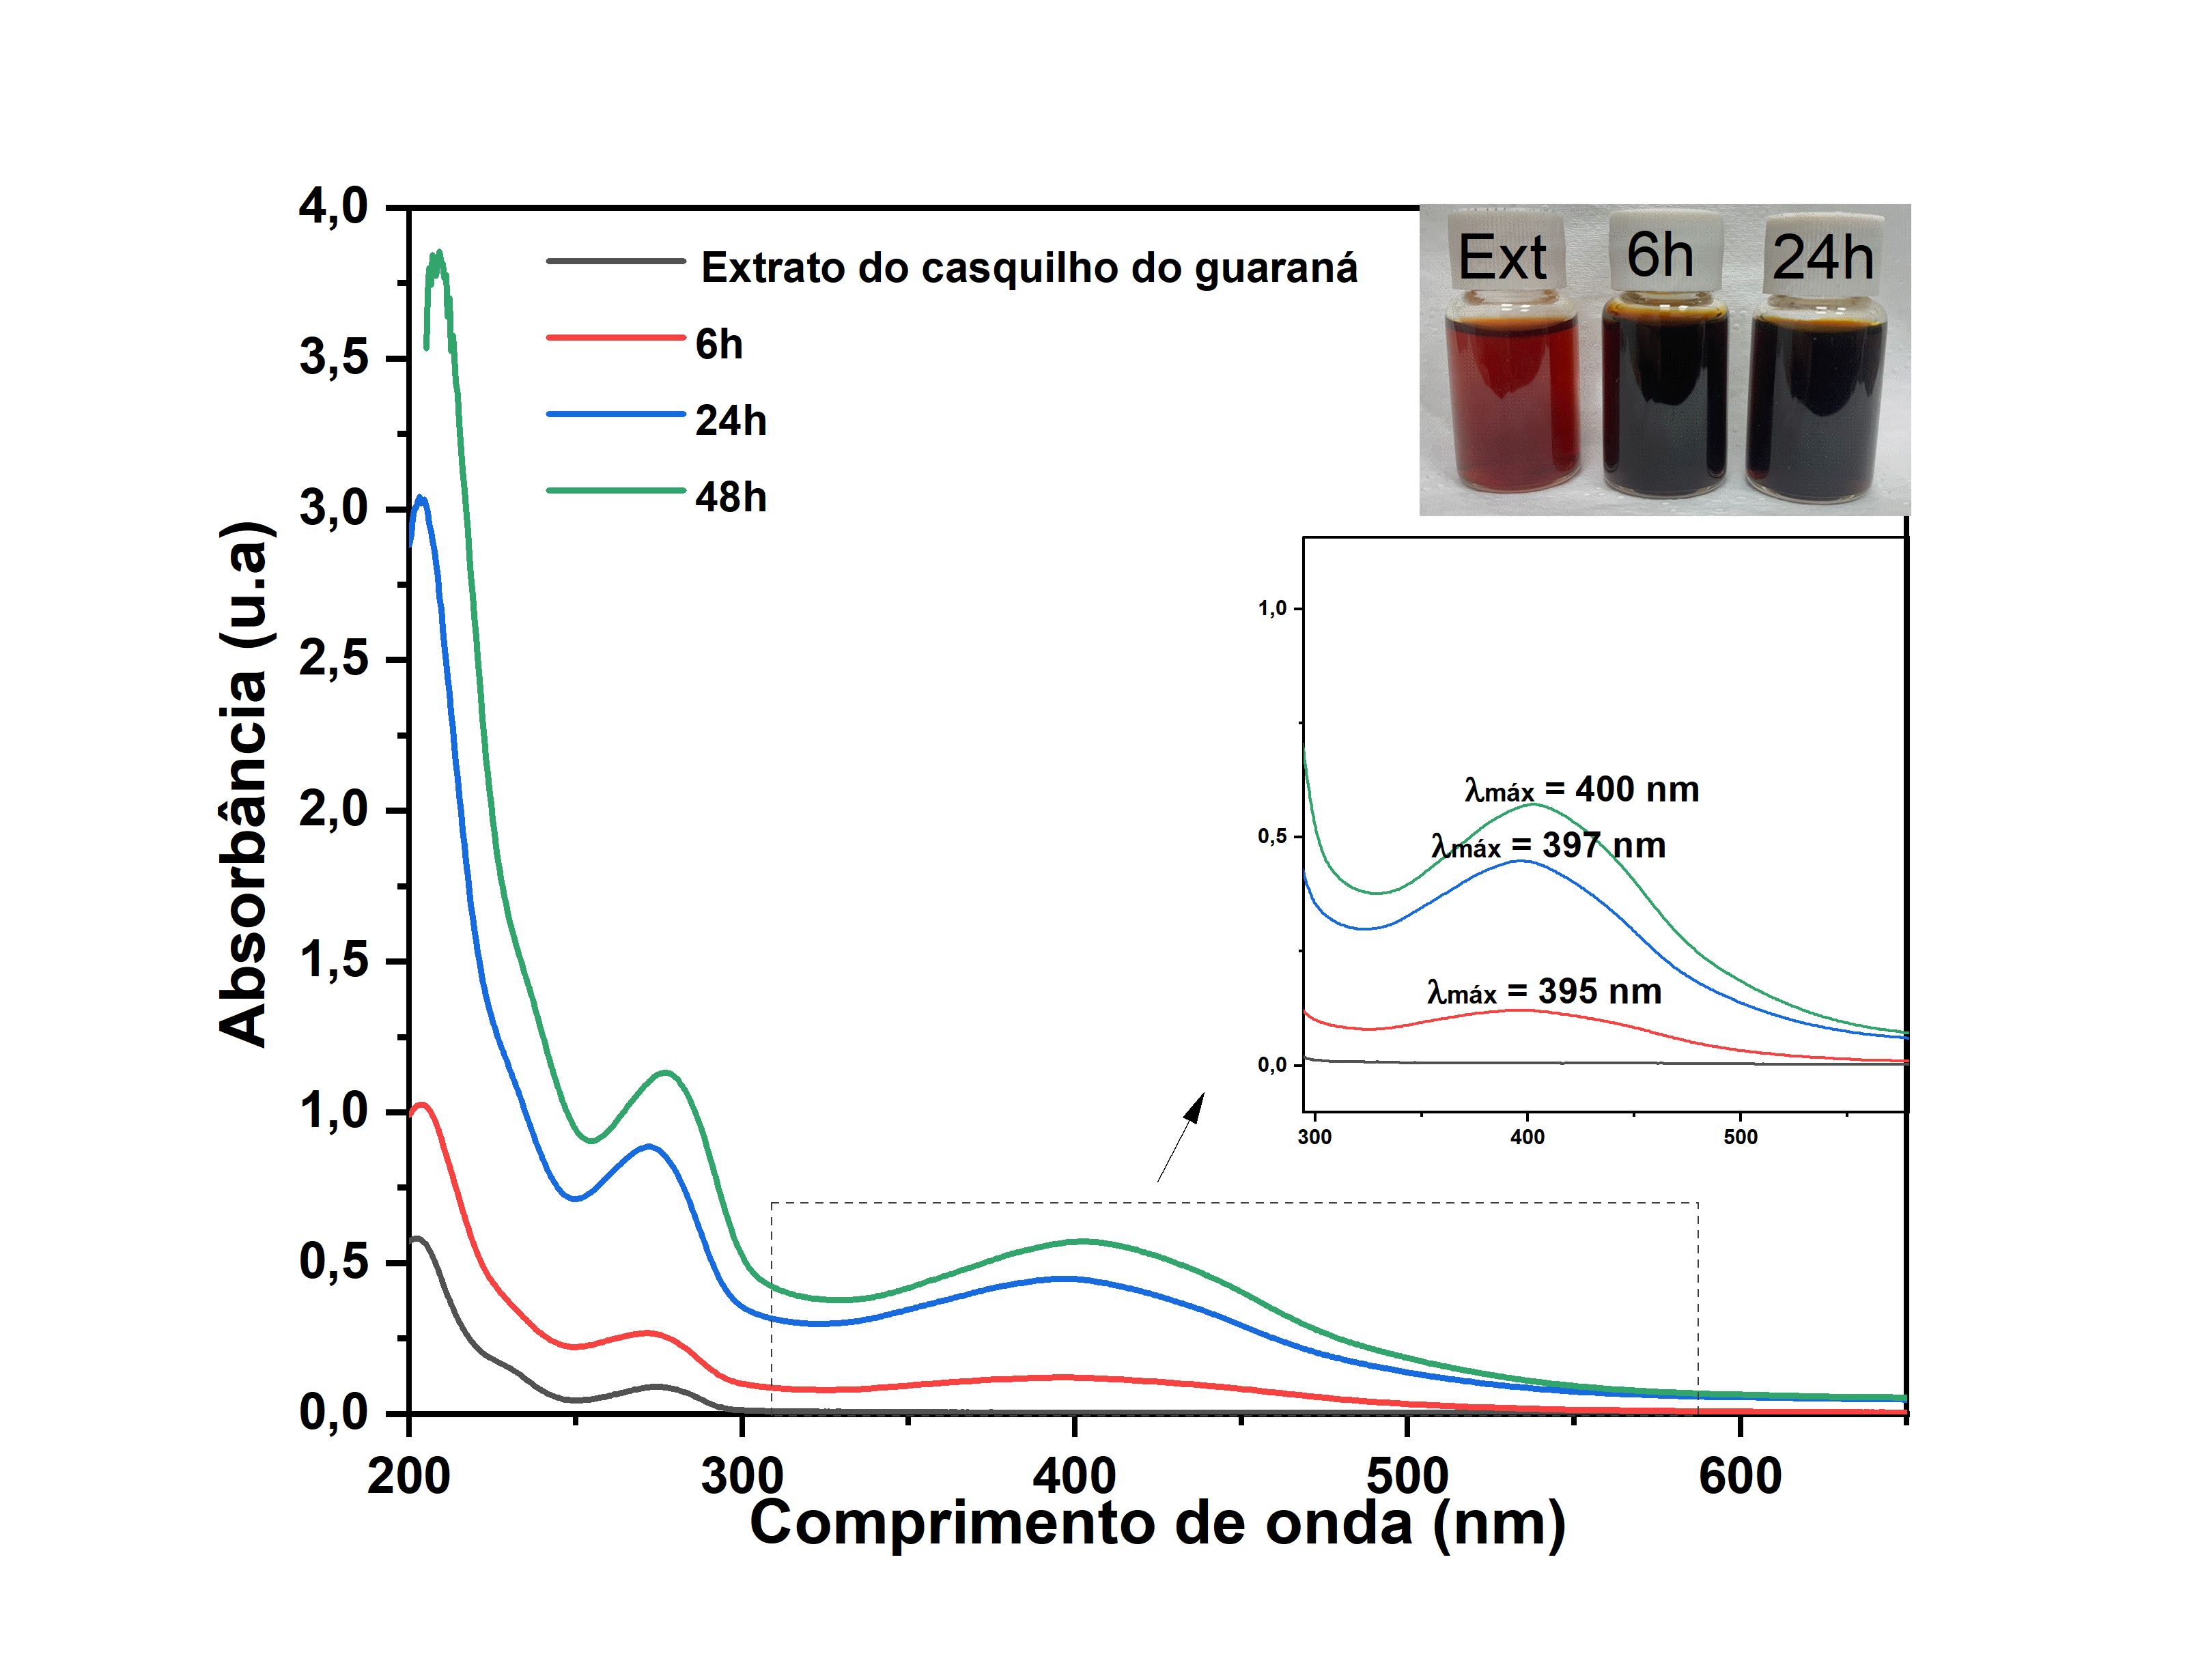 Absorbância (u.a)
4,0
3,5
3,0
2,5
2,0
1,5
1,0
0,5
0,0
Extrato do casquilho do guaraná
6h
24h
48h
Ext 6h 24h
1,0
0,5
0,0
λmáx = 400 nm
λmáx = 397 nm
λmáx = 395 nm
300 400 500
200 300 400 500 600
Comprimento de onda (nm)